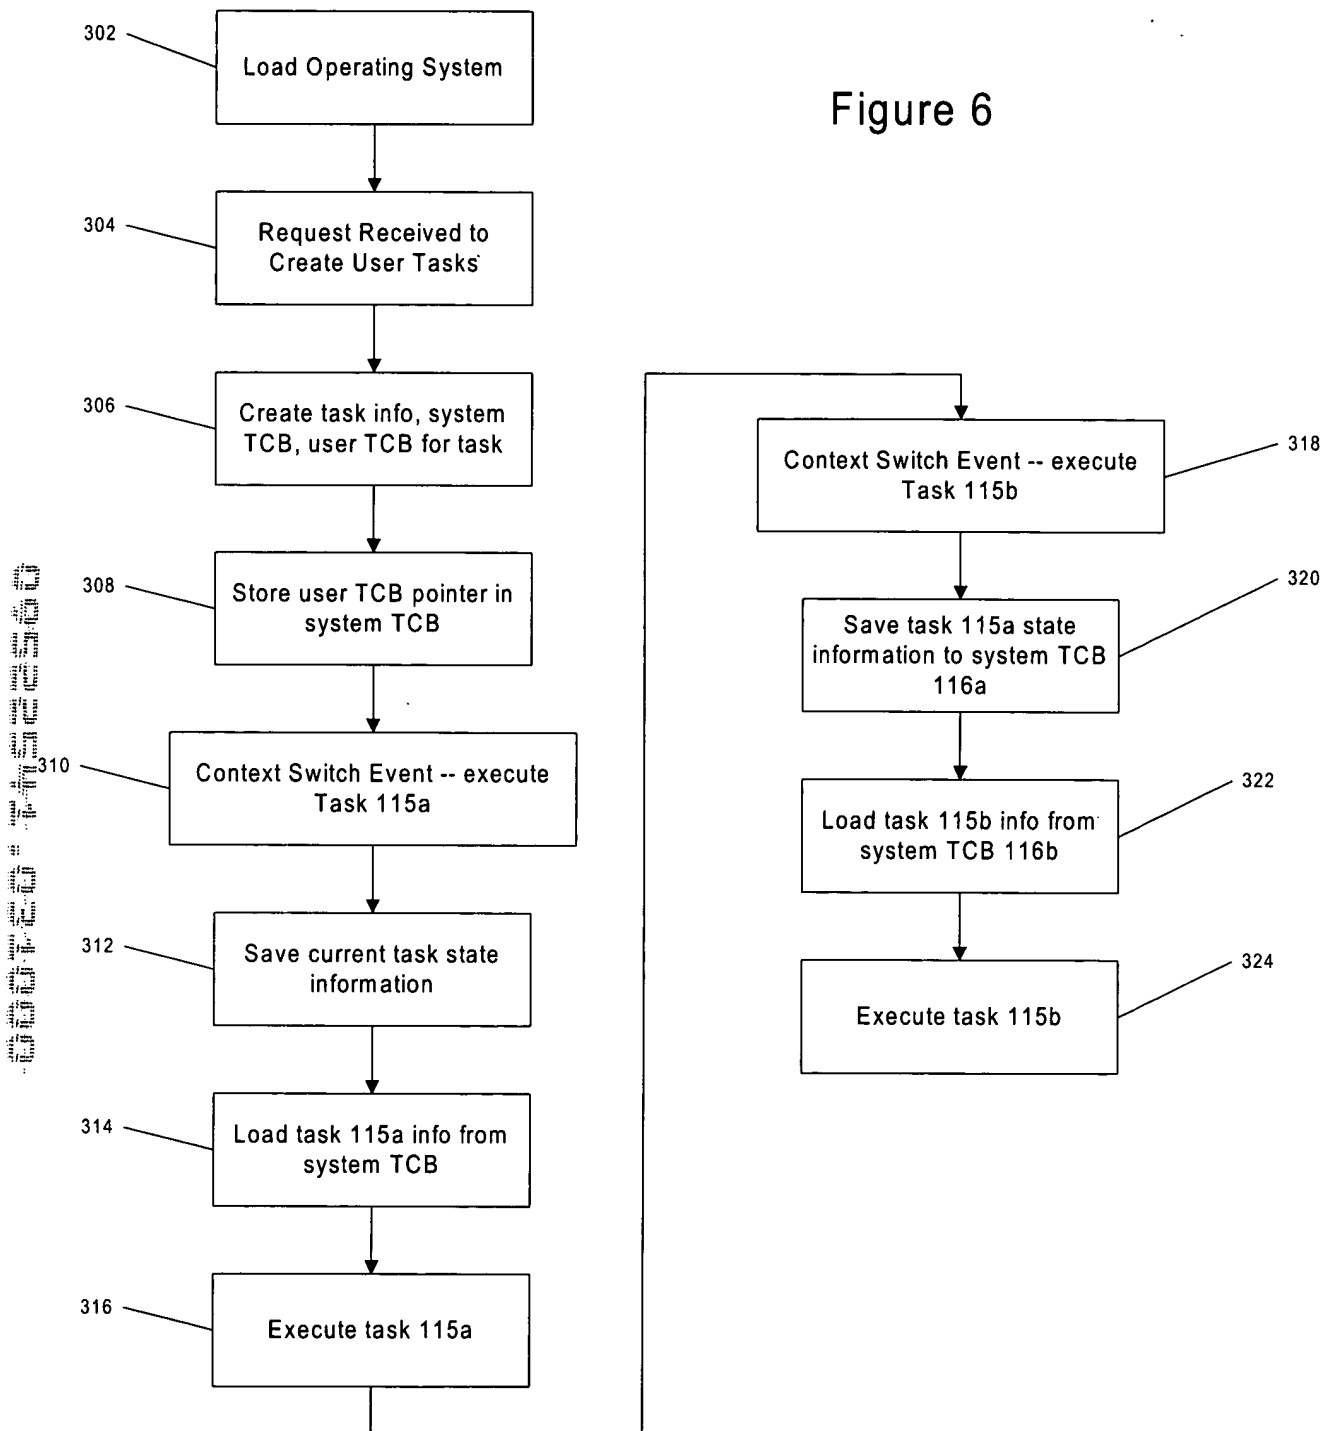 Figure 6
302
Load Operating System
304
Request Received to
Create User Tasks
306
Create task info, system
TCB, user TCB for task
308
Store user TCB pointer in
system TCB
310
Context Switch Event -- execute
Task 115a
312
Save current task state
information
314
Load task 115a info from
system TCB
316
Execute task 115a
318
Context Switch Event -- execute
Task 115b
320
Save task 115a state
information to system TCB
116a
322
Load task 115b info from
system TCB 116b
324
Execute task 115b